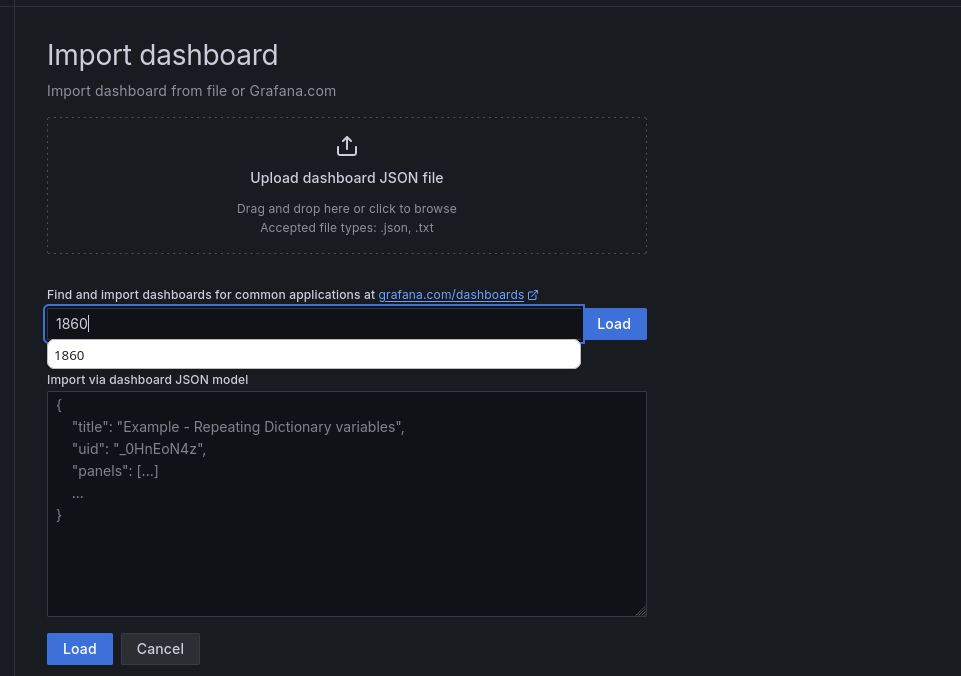 Import dashboard
Import dashboard from file or Grafana.com
Upload dashboard JSON file
Drag and drop here or click to browse
Accepted file types: .json, .txt
Find and import dashboards for common applications at grafana.com/dashboards
1860
Load
1860
Import via dashboard JSON model
{
"title": "Example - Repeating Dictionary variables",
"uid": "_0HnEoN4z",
"panels": [...]
...
}
Load
Cancel